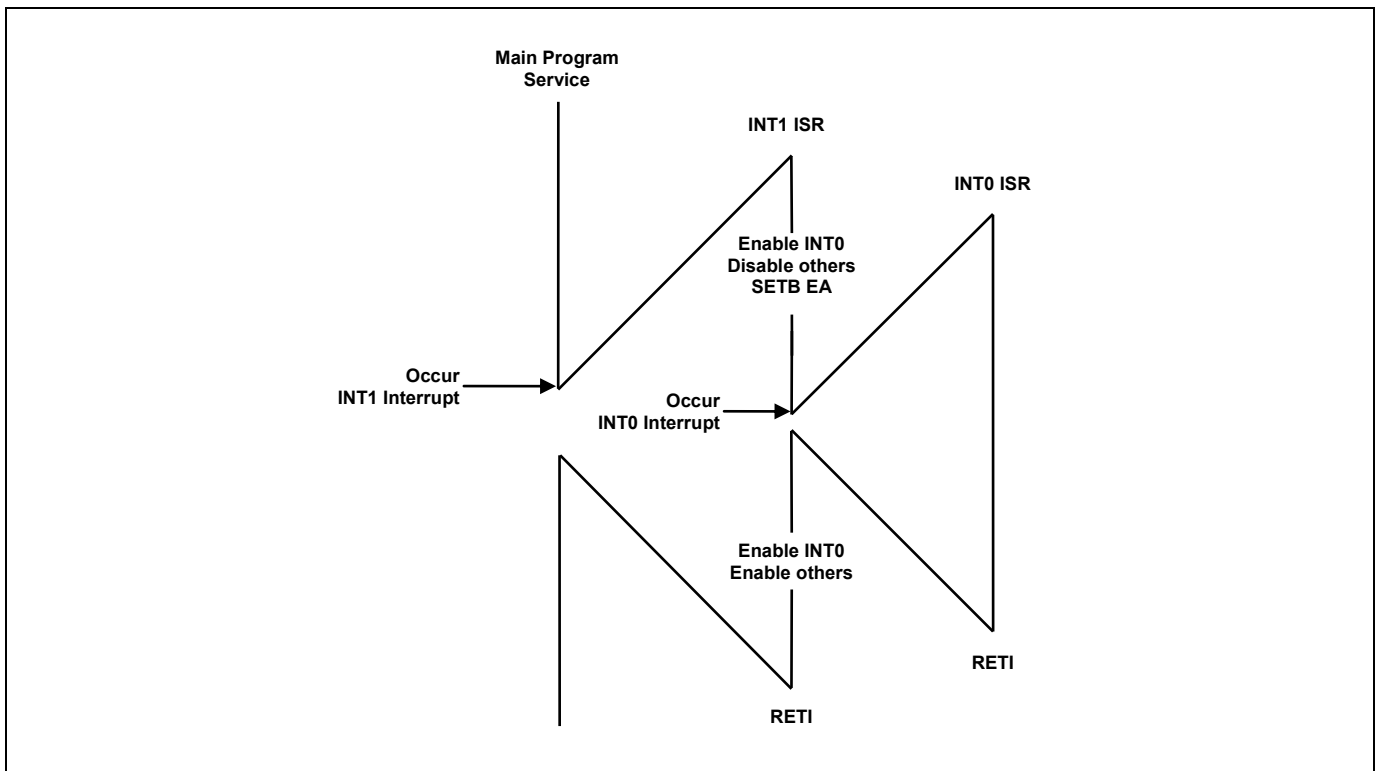 Main Program
Service
INT1 ISR
INT0 ISR
Enable INT0
Disable others
SETB EA
Occur
INT1 Interrupt
Occur
INT0 Interrupt
Enable INT0
Enable others
RETI
RETI